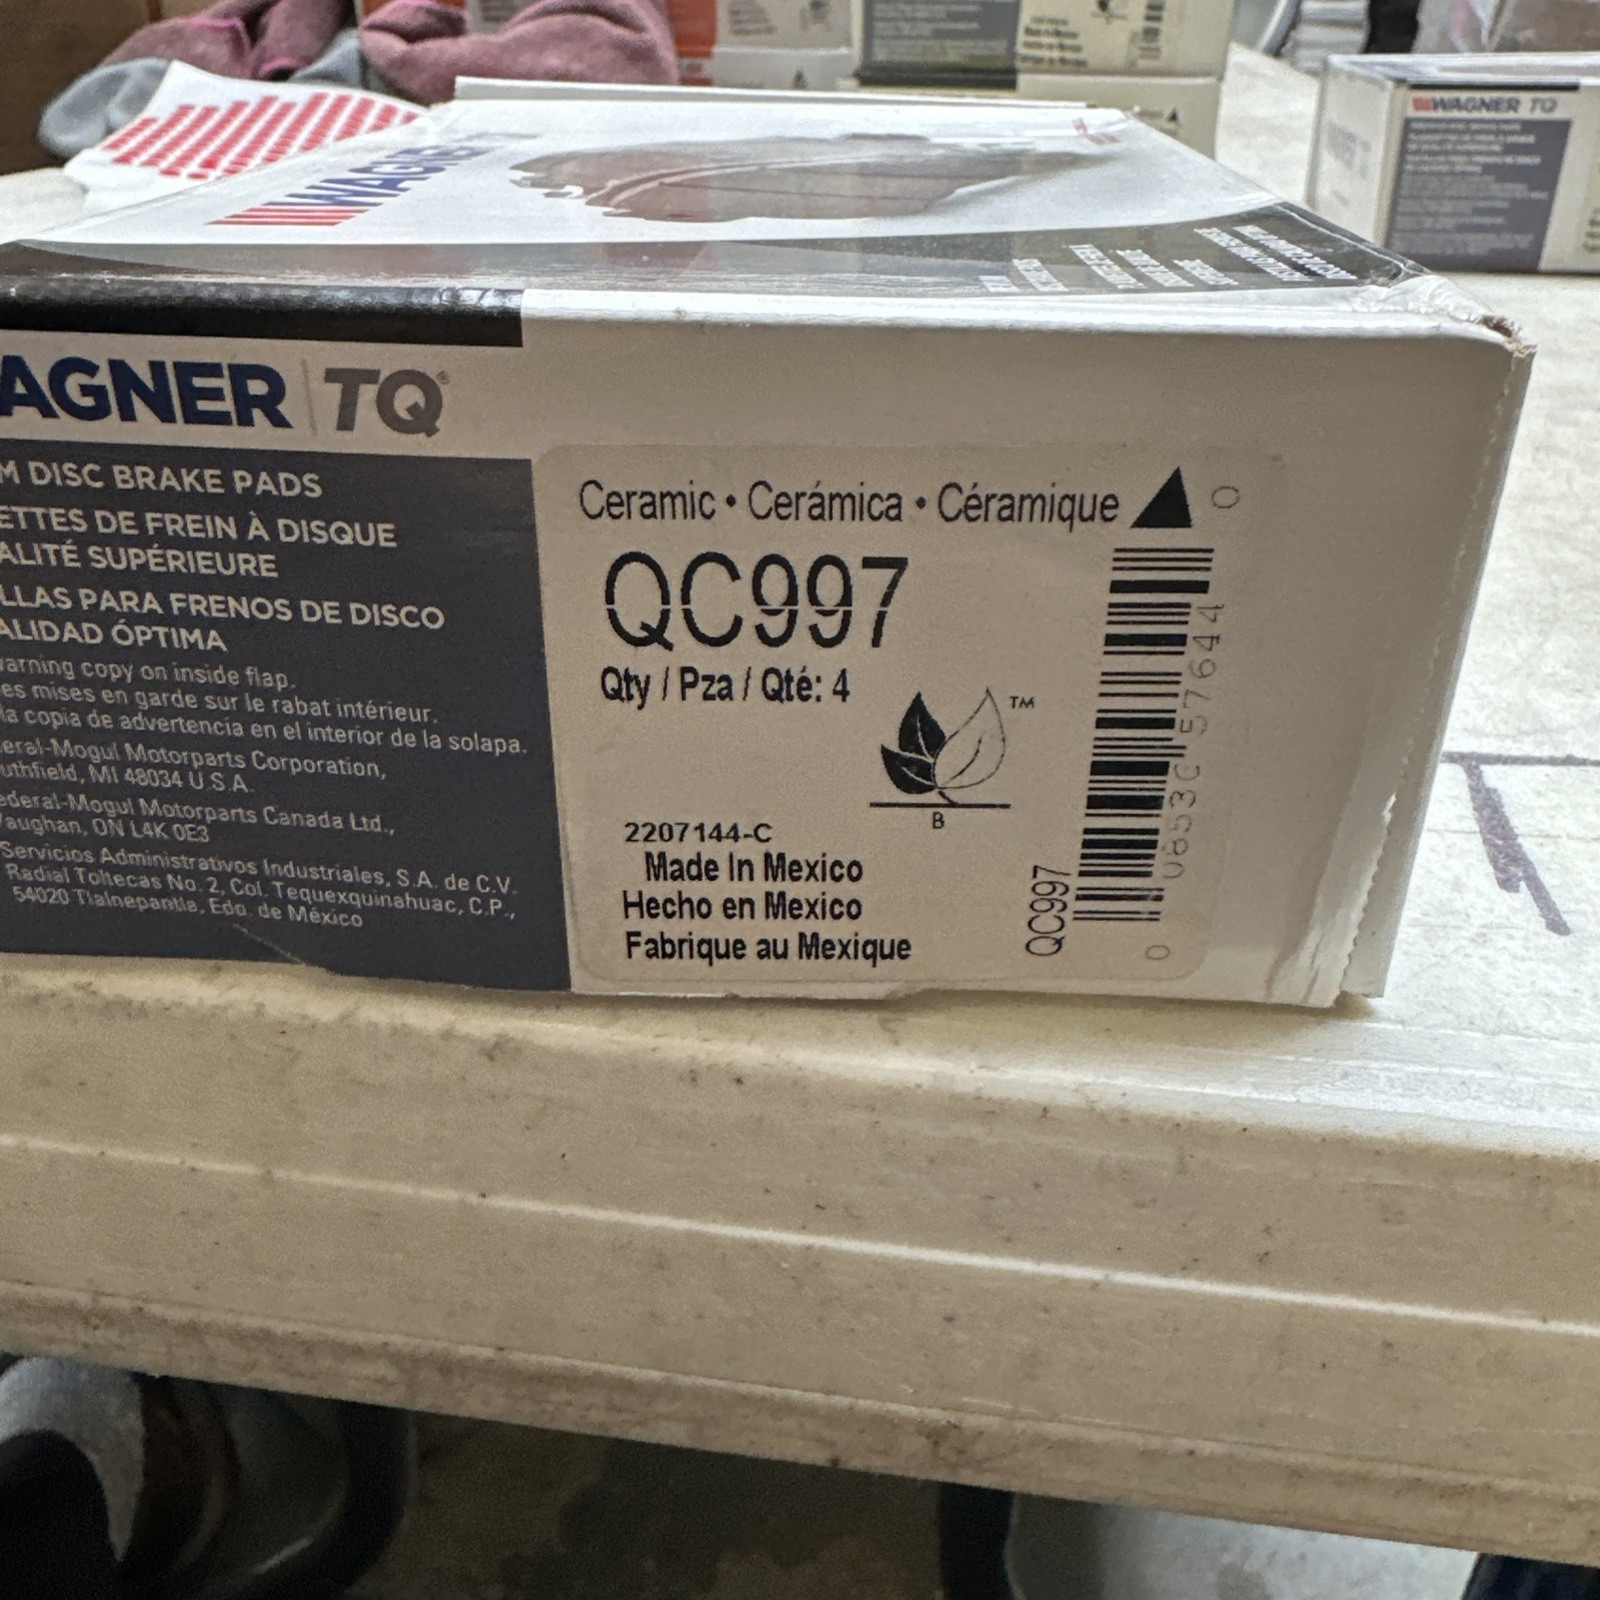 WAGNER
WAGNER TQ
AGNER | TQ®
M DISC BRAKE PADS
ETTES DE FREIN À DISQUE
ALITÉ SUPÉRIEURE
LLAS PARA FRENOS DE DISCO
ALIDAD ÓPTIMA
arning copy on inside flap.
es mises en garde sur le rabat intérieur.
la copia de advertencia en el interior de la solapa.
eral-Mogul Motorparts Corporation,
uthfield, MI 48034 U.S.A.
ederal-Mogul Motorparts Canada Ltd.,
Vaughan, ON L4K 0E3
Servicios Administrativos Industriales, S.A. de C.V.
Radial Toltecas No. 2, Col. Tequexquinahuac, C.P.,
54020 Tlalnepantla, Edo. de México
Ceramic • Cerámica • Céramique
QC997
Qty / Pza / Qté: 4
TM
B
2207144-C
Made In Mexico
Hecho en Mexico
Fabrique au Mexique
QC997
0
57644
0